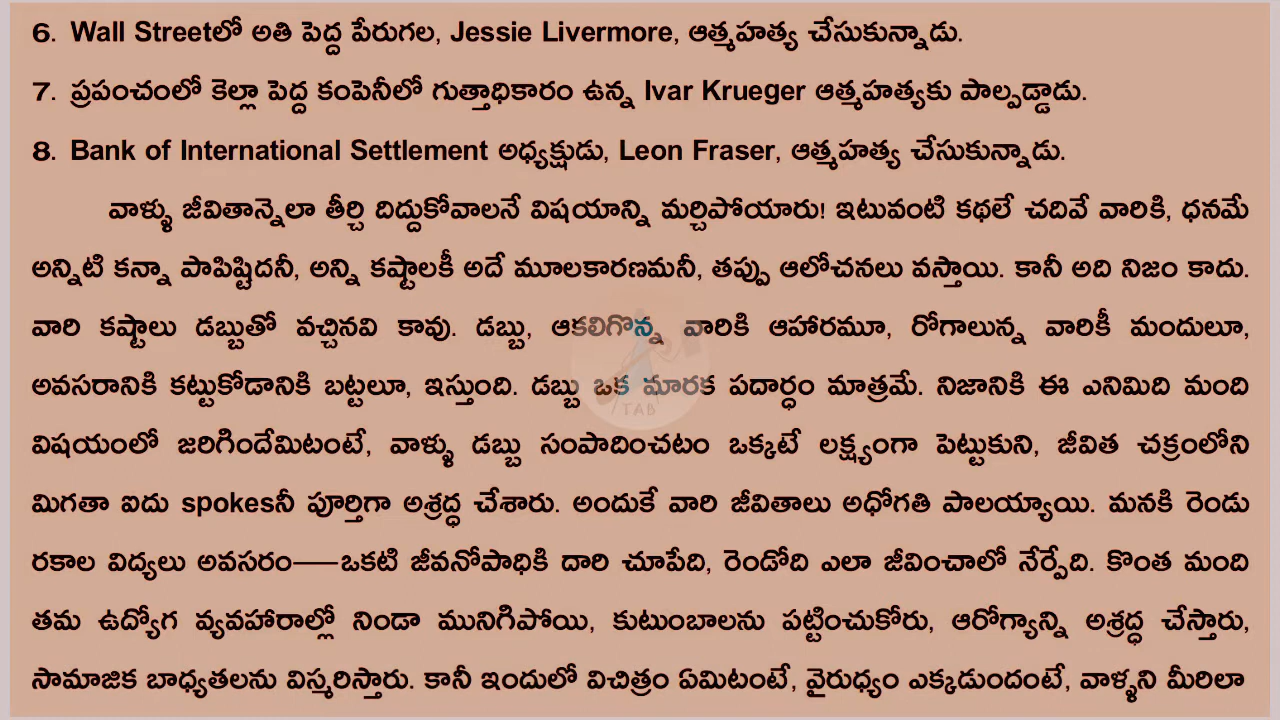 6. Wall Streetలో అతి పెద్ద పేరుగల, Jessie Livermore, ఆత్మహత్య చేసుకున్నాడు.
7. ప్రపంచంలో కెల్లా పెద్ద కంపెనీలో గుత్తాధికారం ఉన్న Ivar Krueger ఆత్మహత్యకు పాల్పడ్డాడు.
8. Bank of International Settlement అధ్యక్షుడు, Leon Fraser, ఆత్మహత్య చేసుకున్నాడు.
వాళ్ళు జీవితాన్నెలా తీర్చి దిద్దుకోవాలనే విషయాన్ని మర్చిపోయారు! ఇటువంటి కథలే చదివే వారికి, ధనమే
అన్నిటి కన్నా పాపిష్టిదనీ, అన్ని కష్టాలకీ అదే మూలకారణమనీ, తప్పు ఆలోచనలు వస్తాయి. కానీ అది నిజం కాదు.
వారి కష్టాలు డబ్బుతో వచ్చినవి కావు. డబ్బు, ఆకలిగొన్న వారికి ఆహారమూ, రోగాలున్న వారికీ మందులూ,
అవసరానికి కట్టుకోడానికి బట్టలూ, ఇస్తుంది. డబ్బు ఒక మారక పదార్ధం మాత్రమే. నిజానికి ఈ ఎనిమిది మంది
విషయంలో జరిగిందేమిటంటే, వాళ్ళు డబ్బు సంపాదించటం ఒక్కటే లక్ష్యంగా పెట్టుకుని, జీవిత చక్రంలోని
మిగతా ఐదు spokesనీ పూర్తిగా అశ్రద్ధ చేశారు. అందుకే వారి జీవితాలు అధోగతి పాలయ్యాయి. మనకి రెండు
రకాల విద్యలు అవసరం——ఒకటి జీవనోపాధికి దారి చూపేది, రెండోది ఎలా జీవించాలో నేర్పేది. కొంత మంది
తమ ఉద్యోగ వ్యవహారాల్లో నిండా మునిగిపోయి, కుటుంబాలను పట్టించుకోరు, ఆరోగ్యాన్ని అశ్రద్ధ చేస్తారు,
సామాజిక బాధ్యతలను విస్మరిస్తారు. కానీ ఇందులో విచిత్రం ఏమిటంటే, వైరుధ్యం ఎక్కడుందంటే, వాళ్ళని మీరిలా
TAB